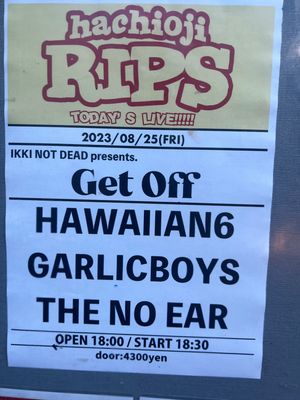 hachioji
RIPS
TODAY'S LIVE!!!!!
2023/08/25(FRI)
IKKI NOT DEAD presents.
Get Off
HAWAIIAN6
GARLICBOYS
THE NO EAR
OPEN 18:00 / START 18:30
door:4300yen